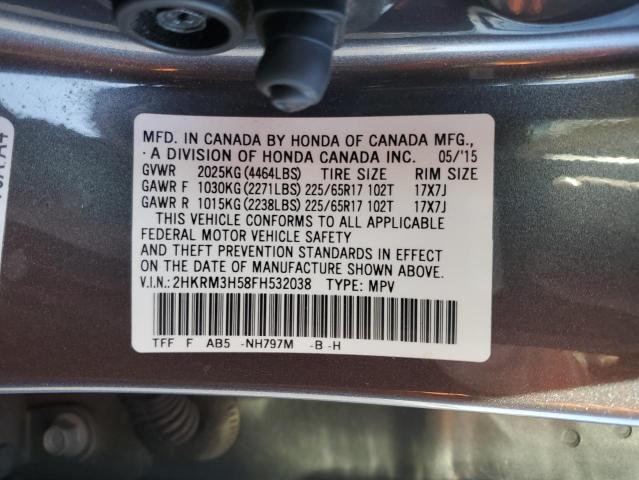 MFD. IN CANADA BY HONDA OF CANADA MFG.,
A DIVISION OF HONDA CANADA INC. 05/'15
GVWR 2025KG(4464LBS) TIRE SIZE RIM SIZE
GAWR F 1030KG(2271LBS) 225/65R17 102T 17X7J
GAWR R 1015KG(2238LBS) 225/65R17 102T 17X7J
THIS VEHICLE CONFORMS TO ALL APPLICABLE
FEDERAL MOTOR VEHICLE SAFETY
AND THEFT PREVENTION STANDARDS IN EFFECT
ON THE DATE OF MANUFACTURE SHOWN ABOVE.
V.I.N.: 2HKRM3H58FH532038 TYPE: MPV
TFF F AB5 -NH797M -B -H